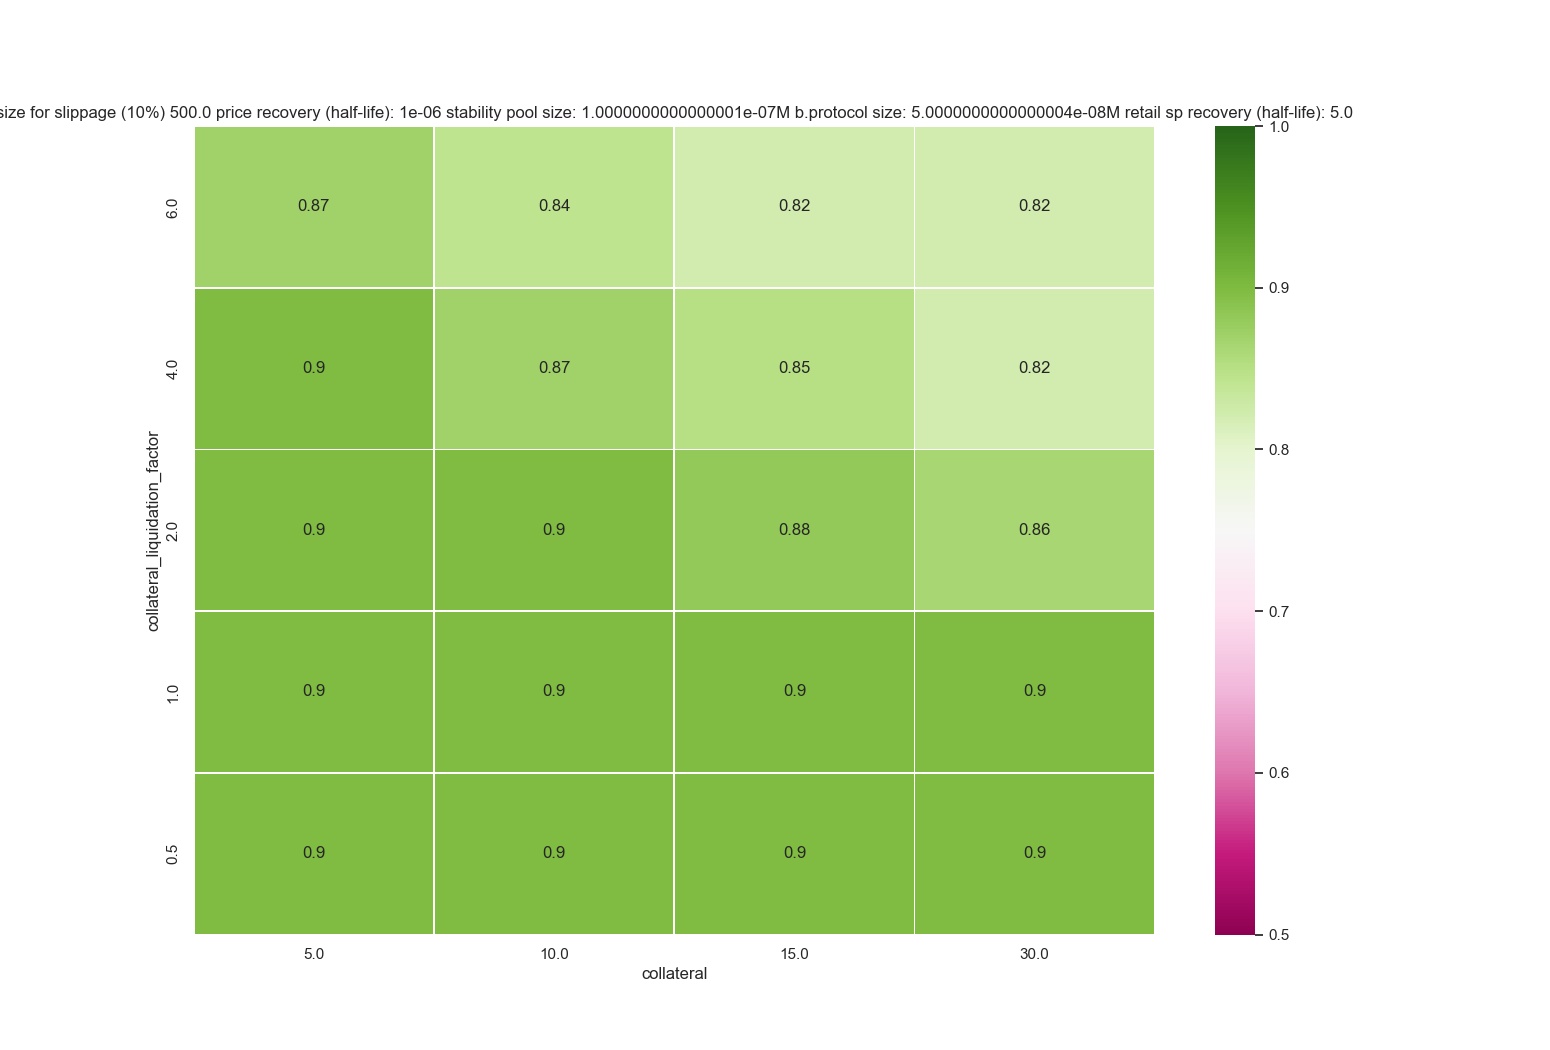 size for slippage (10%) 500.0 price recovery (half-life): 1e-06 stability pool size: 1.0000000000000001e-07M b.protocol size: 5.0000000000000004e-08M retail sp recovery (half-life): 5.0
1.0
6.0 0.87 0.84 0.82 0.82
0.9
4.0 0.9 0.87 0.85 0.82
0.8
collateral_liquidation_factor
2.0 0.9 0.9 0.88 0.86
0.7
1.0 0.9 0.9 0.9 0.9
0.6
0.5 0.9 0.9 0.9 0.9
0.5
5.0 10.0 15.0 30.0
collateral